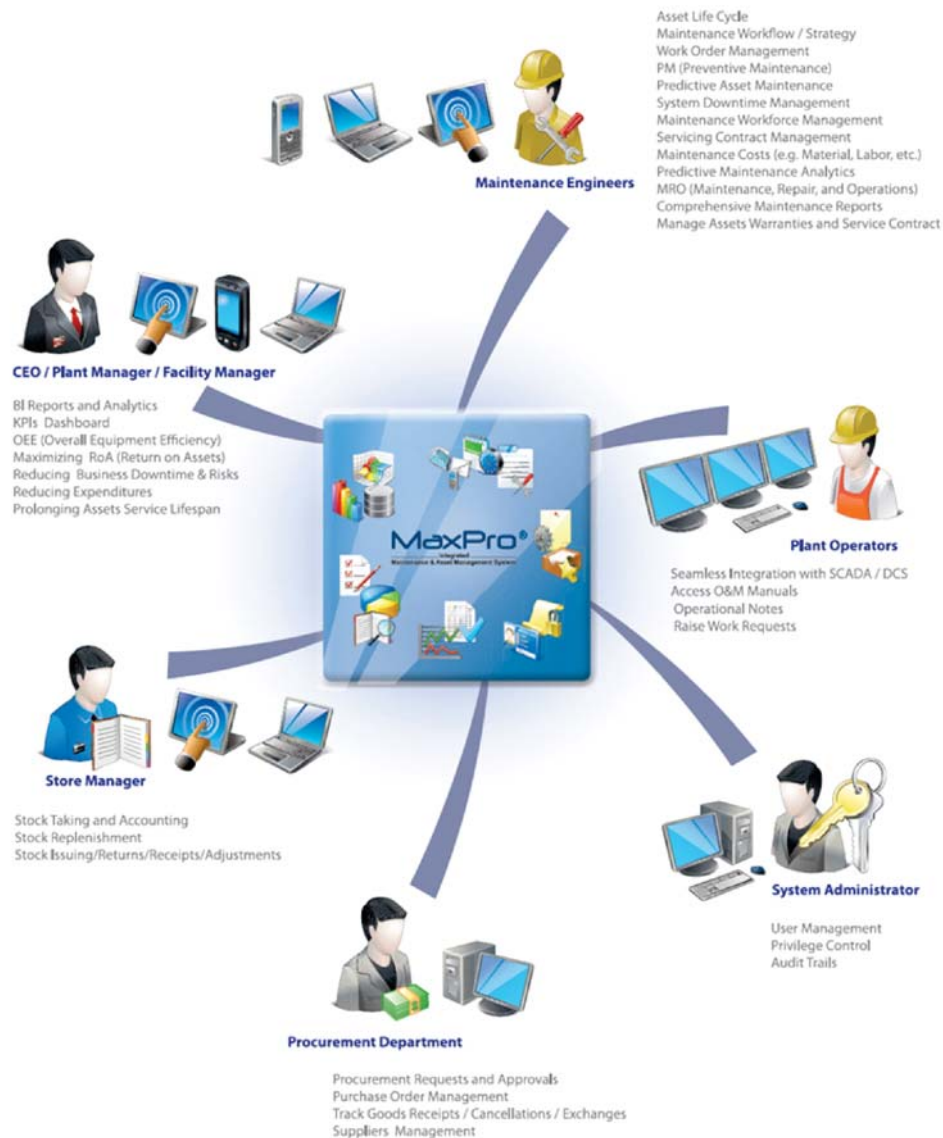 Asset Life Cycle
Maintenance Workflow / Strategy
Work Order Management
PM (Preventive Maintenance)
Predictive Asset Maintenance
System Downtime Management
Maintenance Workforce Management
Servicing Contract Management
Maintenance Costs (e.g. Material, Labor, etc.)
Predictive Maintenance Analytics
MRO (Maintenance, Repair, and Operations)
Comprehensive Maintenance Reports
Manage Assets Warranties and Service Contract
Maintenance Engineers
CEO / Plant Manager / Facility Manager
BI Reports and Analytics
KPIs Dashboard
OEE (Overall Equipment Efficiency)
Maximizing RoA (Return on Assets)
Reducing Business Downtime & Risks
Reducing Expenditures
Prolonging Assets Service Lifespan
MaxPro®
Integrated
Maintenance & Asset Management System
Plant Operators
Seamless Integration with SCADA / DCS
Access O&M Manuals
Operational Notes
Raise Work Requests
Store Manager
Stock Taking and Accounting
Stock Replenishment
Stock Issuing/Returns/Receipts/Adjustments
System Administrator
User Management
Privilege Control
Audit Trails
Procurement Department
Procurement Requests and Approvals
Purchase Order Management
Track Goods Receipts / Cancellations / Exchanges
Suppliers Management